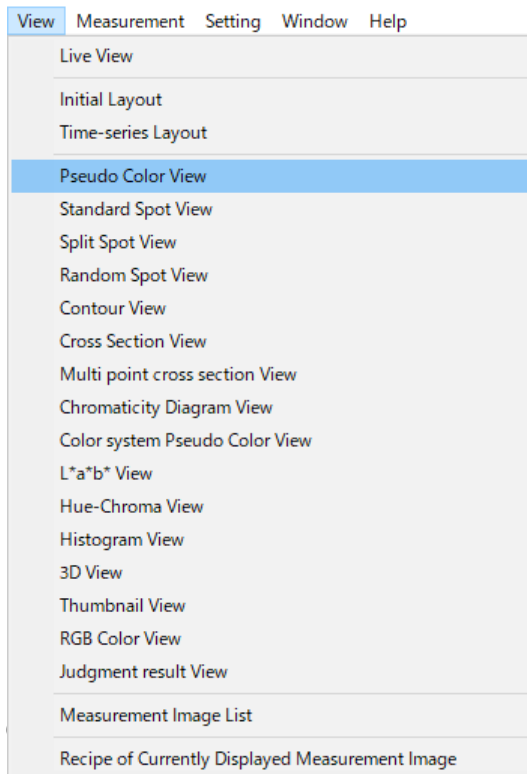 View Measurement Setting Window Help
Live View
Initial Layout
Time-series Layout
Pseudo Color View
Standard Spot View
Split Spot View
Random Spot View
Contour View
Cross Section View
Multi point cross section View
Chromaticity Diagram View
Color system Pseudo Color View
L*a*b* View
Hue-Chroma View
Histogram View
3D View
Thumbnail View
RGB Color View
Judgment result View
Measurement Image List
Recipe of Currently Displayed Measurement Image